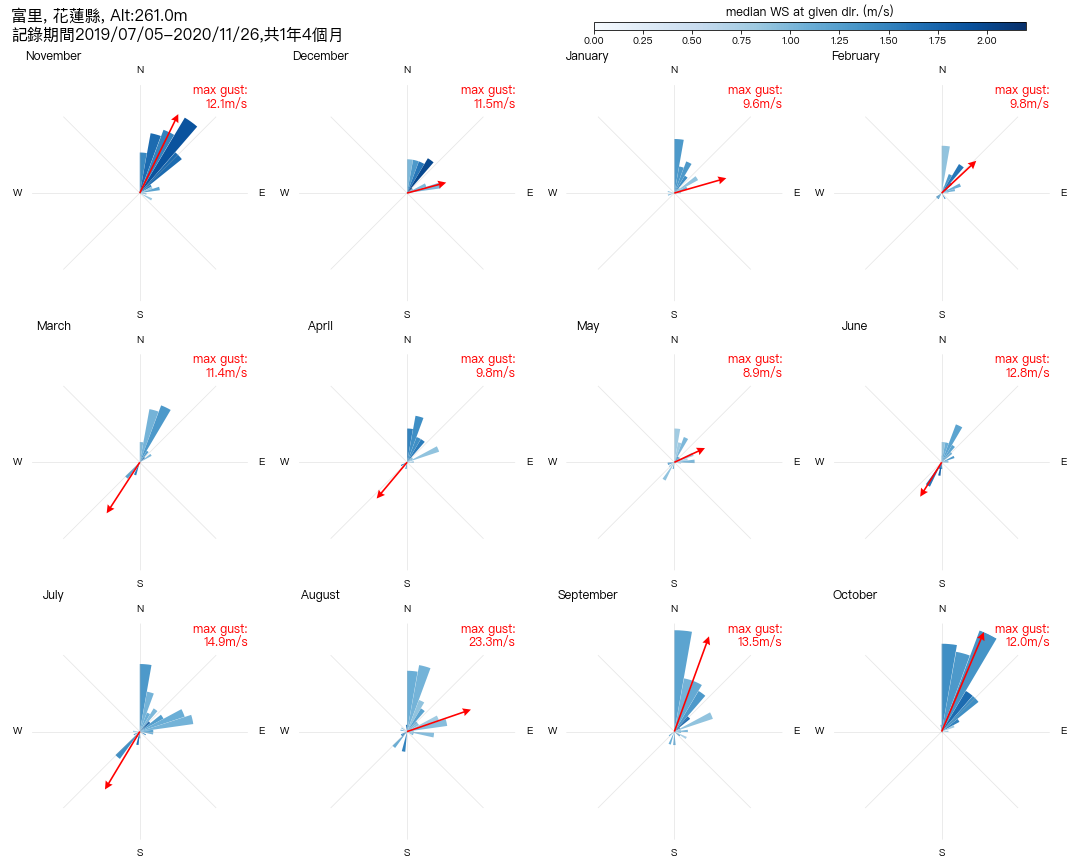 富里, 花蓮縣, Alt:261.0m
記錄期間2019/07/05−2020/11/26,共1年4個月
median WS at given dir. (m/s)
0.00 0.25 0.50 0.75 1.00 1.25 1.50 1.75 2.00
November
N
max gust:
12.1m/s
W
E
S
December
N
max gust:
11.5m/s
W
E
January
max gust:
9.6m/s
W
E
S
February
N
max gust:
9.8m/s
W
E
S
March
N
max gust:
11.4m/s
W
E
S
April
N
max gust:
9.8m/s
W
E
May
max gust:
8.9m/s
W
E
S
June
N
max gust:
12.8m/s
W
E
S
July
N
max gust:
14.9m/s
W
E
S
August
N
max gust:
23.3m/s
W
E
S
September
N
max gust:
13.5m/s
W
E
S
October
N
max gust:
12.0m/s
W
E
S